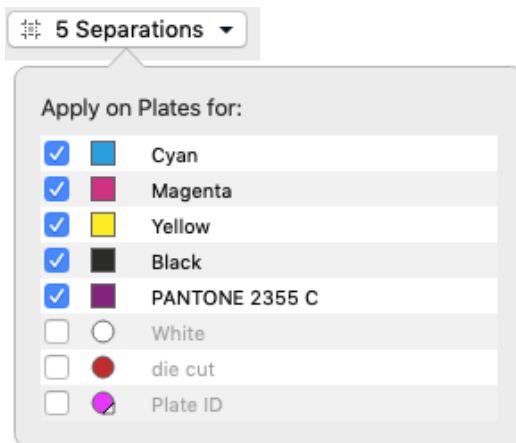 5 Separations
Apply on Plates for:
Cyan
Magenta
Yellow
Black
PANTONE 2355 C
White
die cut
Plate ID